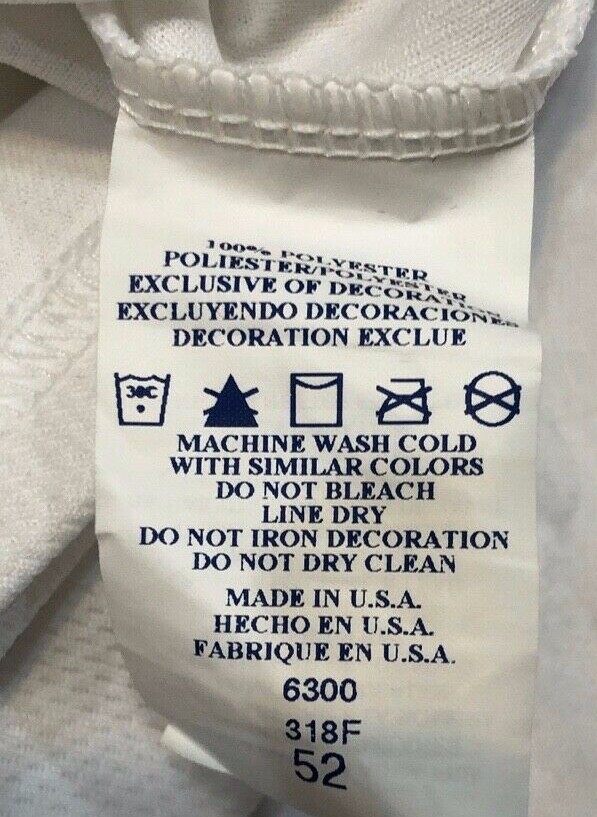 100% POLYESTER
POLIESTER/POLYESTER
EXCLUSIVE OF DECORATION
EXCLUYENDO DECORACIONES
DECORATION EXCLUE
30C
MACHINE WASH COLD
WITH SIMILAR COLORS
DO NOT BLEACH
LINE DRY
DO NOT IRON DECORATION
DO NOT DRY CLEAN
MADE IN U.S.A.
HECHO EN U.S.A.
FABRIQUE EN U.S.A.
6300
318F
52